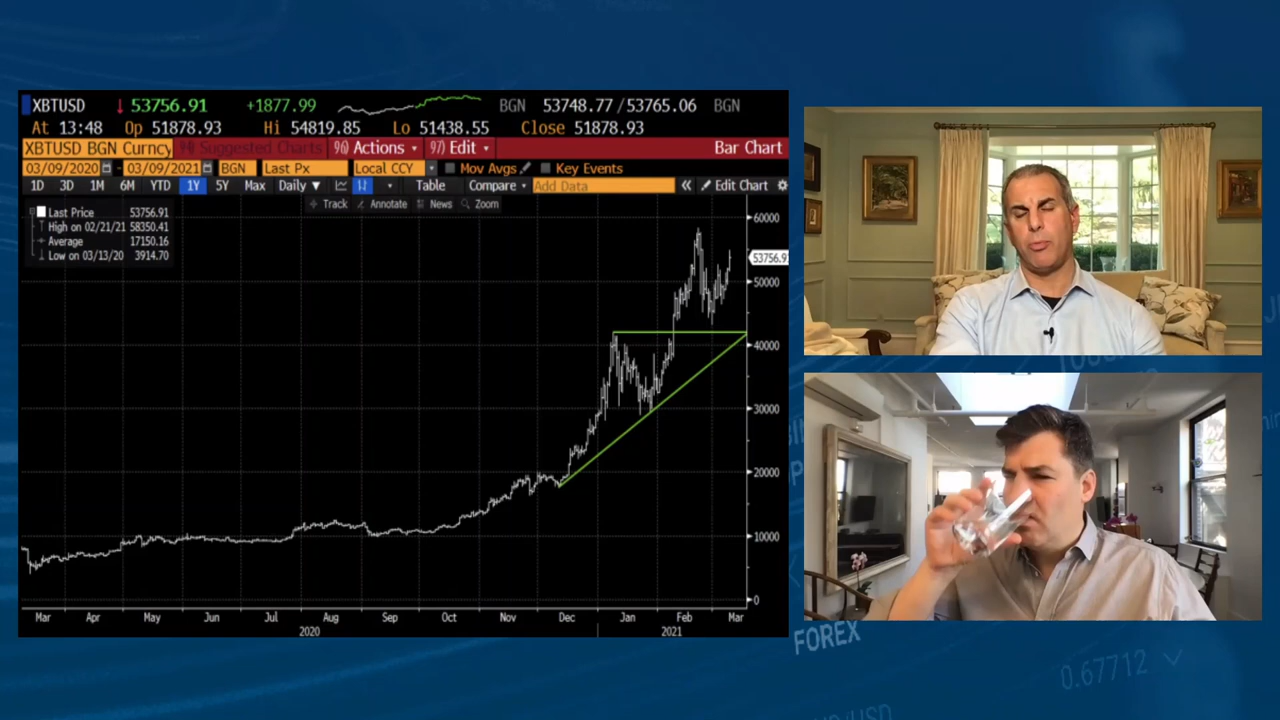 XBTUSD ↓ 53756.91 +1877.99 BGN 53748.77/53765.06 BGN
At 13:48 Op 51878.93 Hi 54819.85 Lo 51438.55 Close 51878.93
XBTUSD BGN Curncy Suggested Charts 96) Actions 97) Edit Bar Chart
03/09/2020 - 03/09/2021 BGN Last Px Local CCY Mov Avgs Key Events
1D 3D 1M 6M YTD 1Y 5Y Max Daily ▼ Table Compare Add Data « Edit Chart
Track Annotate News Zoom
Last Price 53756.91
High on 02/21/21 58350.41
Average 17150.16
Low on 03/13/20 3914.70
60000
53756.9
50000
40000
30000
20000
10000
0
Mar Apr May Jun Jul Aug Sep Oct Nov Dec Jan Feb Mar
2020 2021
FOREX
0.67712